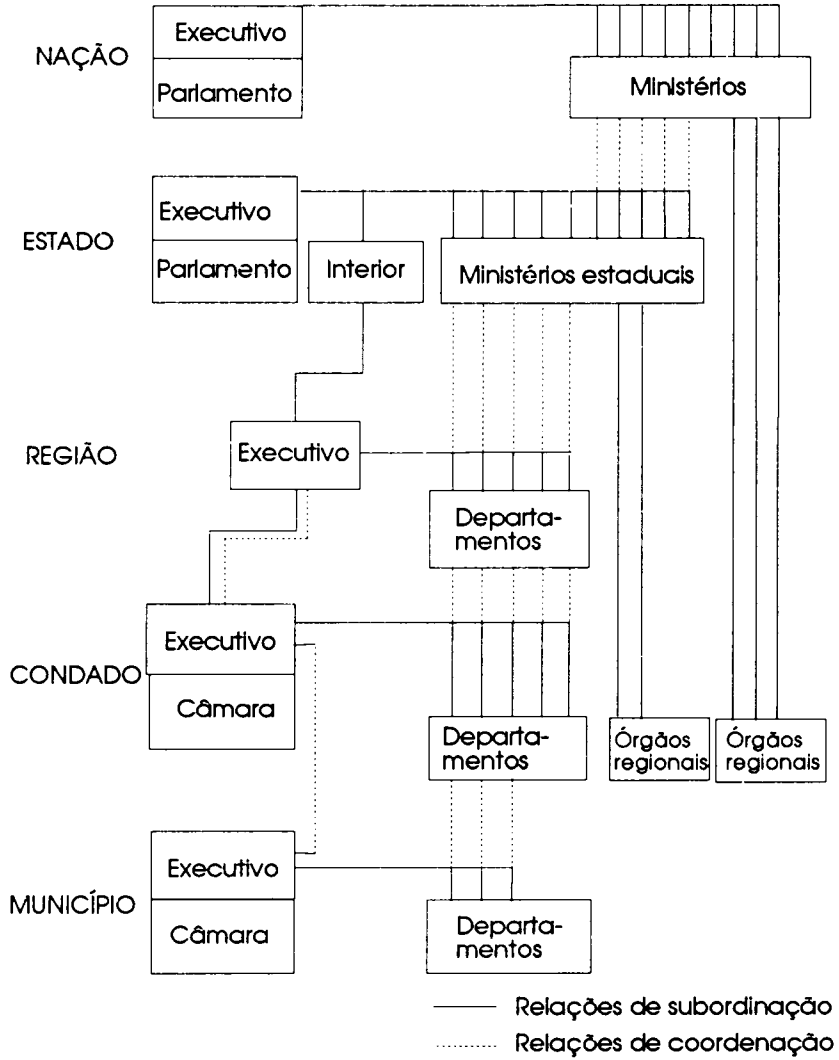 NAÇÃO
Executivo
Parlamento
Ministérios
ESTADO
Executivo
Parlamento
Interior
Ministérios estaduais
REGIÃO
Executivo
Departa-
mentos
CONDADO
Executivo
Câmara
Departa-
mentos
Órgãos
regionais
Órgãos
regionais
MUNICÍPIO
Executivo
Câmara
Departa-
mentos
Relações de subordinação
Relações de coordenação